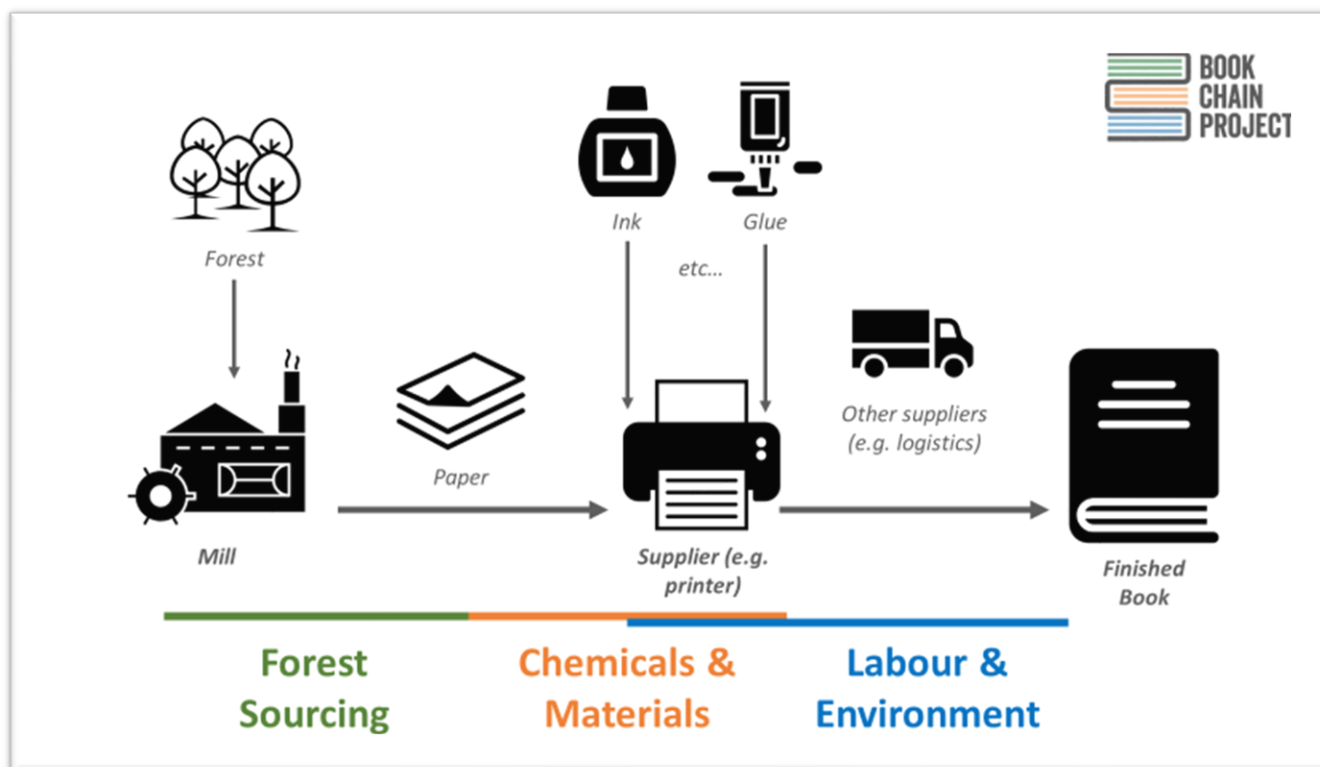 BOOK
CHAIN
PROJECT
Ink
Glue
Forest
etc...
Other suppliers
(e.g. logistics)
Paper
Mill
Supplier (e.g.
printer)
Finished
Book
Forest
Sourcing
Chemicals &
Materials
Labour &
Environment